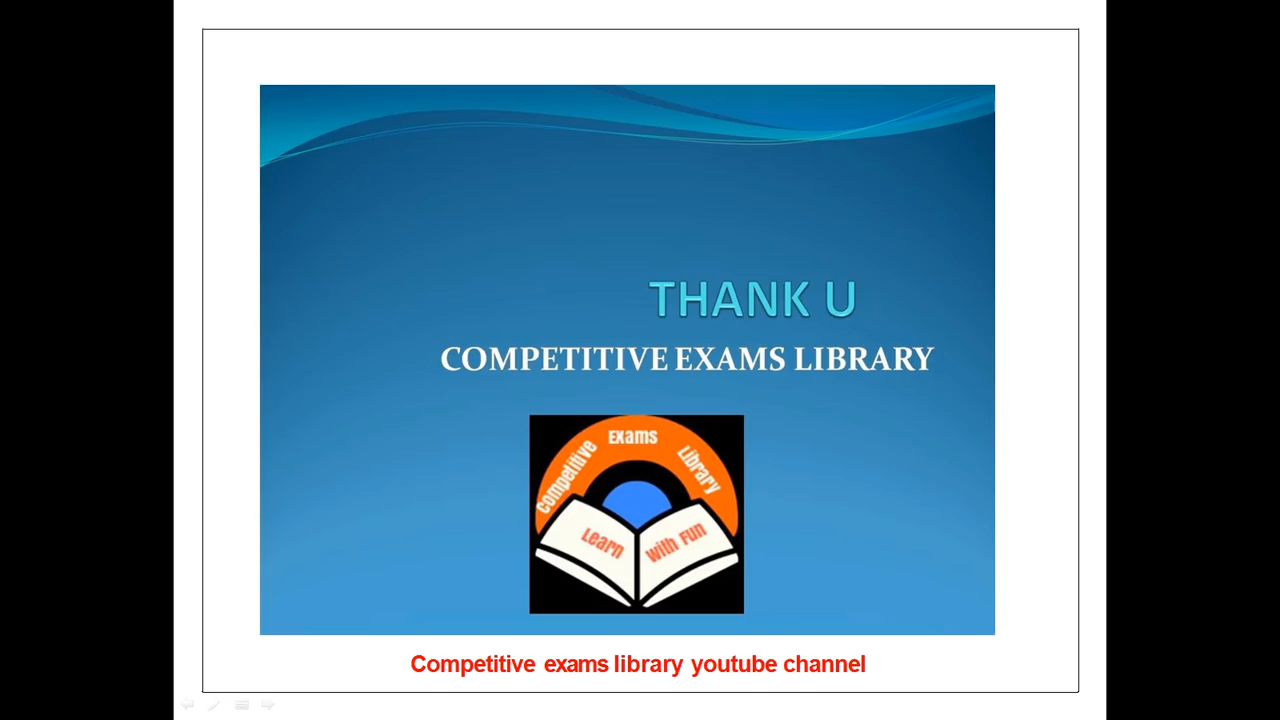 THANK U
COMPETITIVE EXAMS LIBRARY
Competitive Exams Library
Learn with Fun
Competitive exams library youtube channel